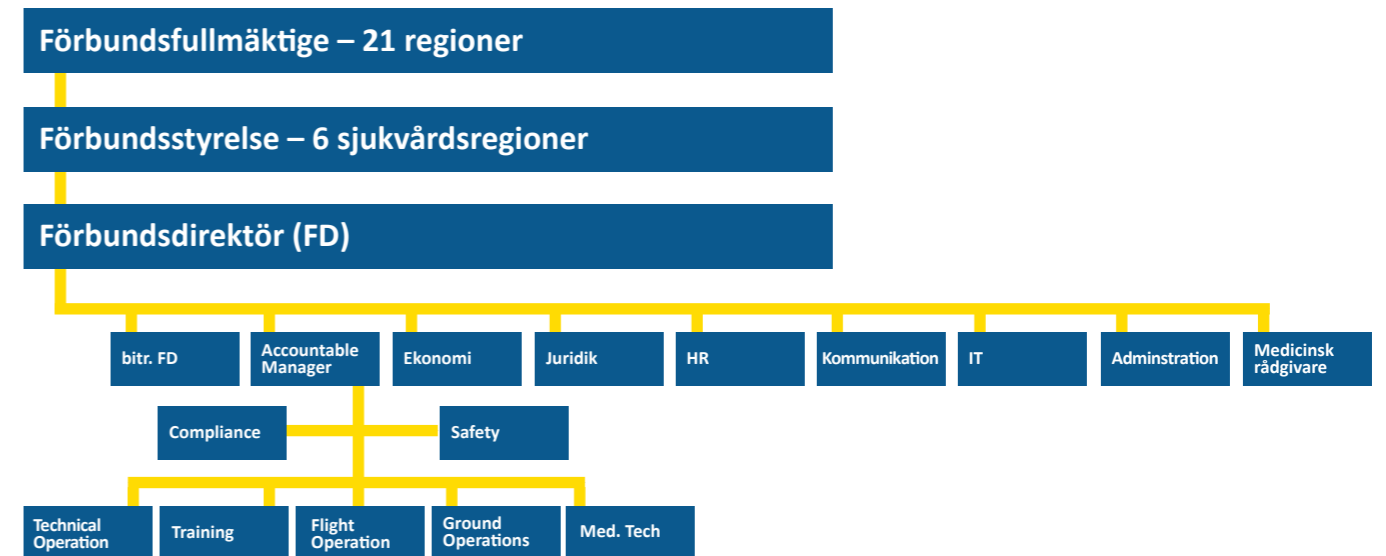 Förbundsfullmäktige – 21 regioner
Förbundsstyrelse – 6 sjukvårdsregioner
Förbundsdirektör (FD)
bitr. FD
Accountable
Manager
Ekonomi
Juridik
HR
Kommunikation
IT
Adminstration
Medicinsk
rådgivare
Compliance
Safety
Technical
Operation
Training
Flight
Operation
Ground
Operations
Med. Tech